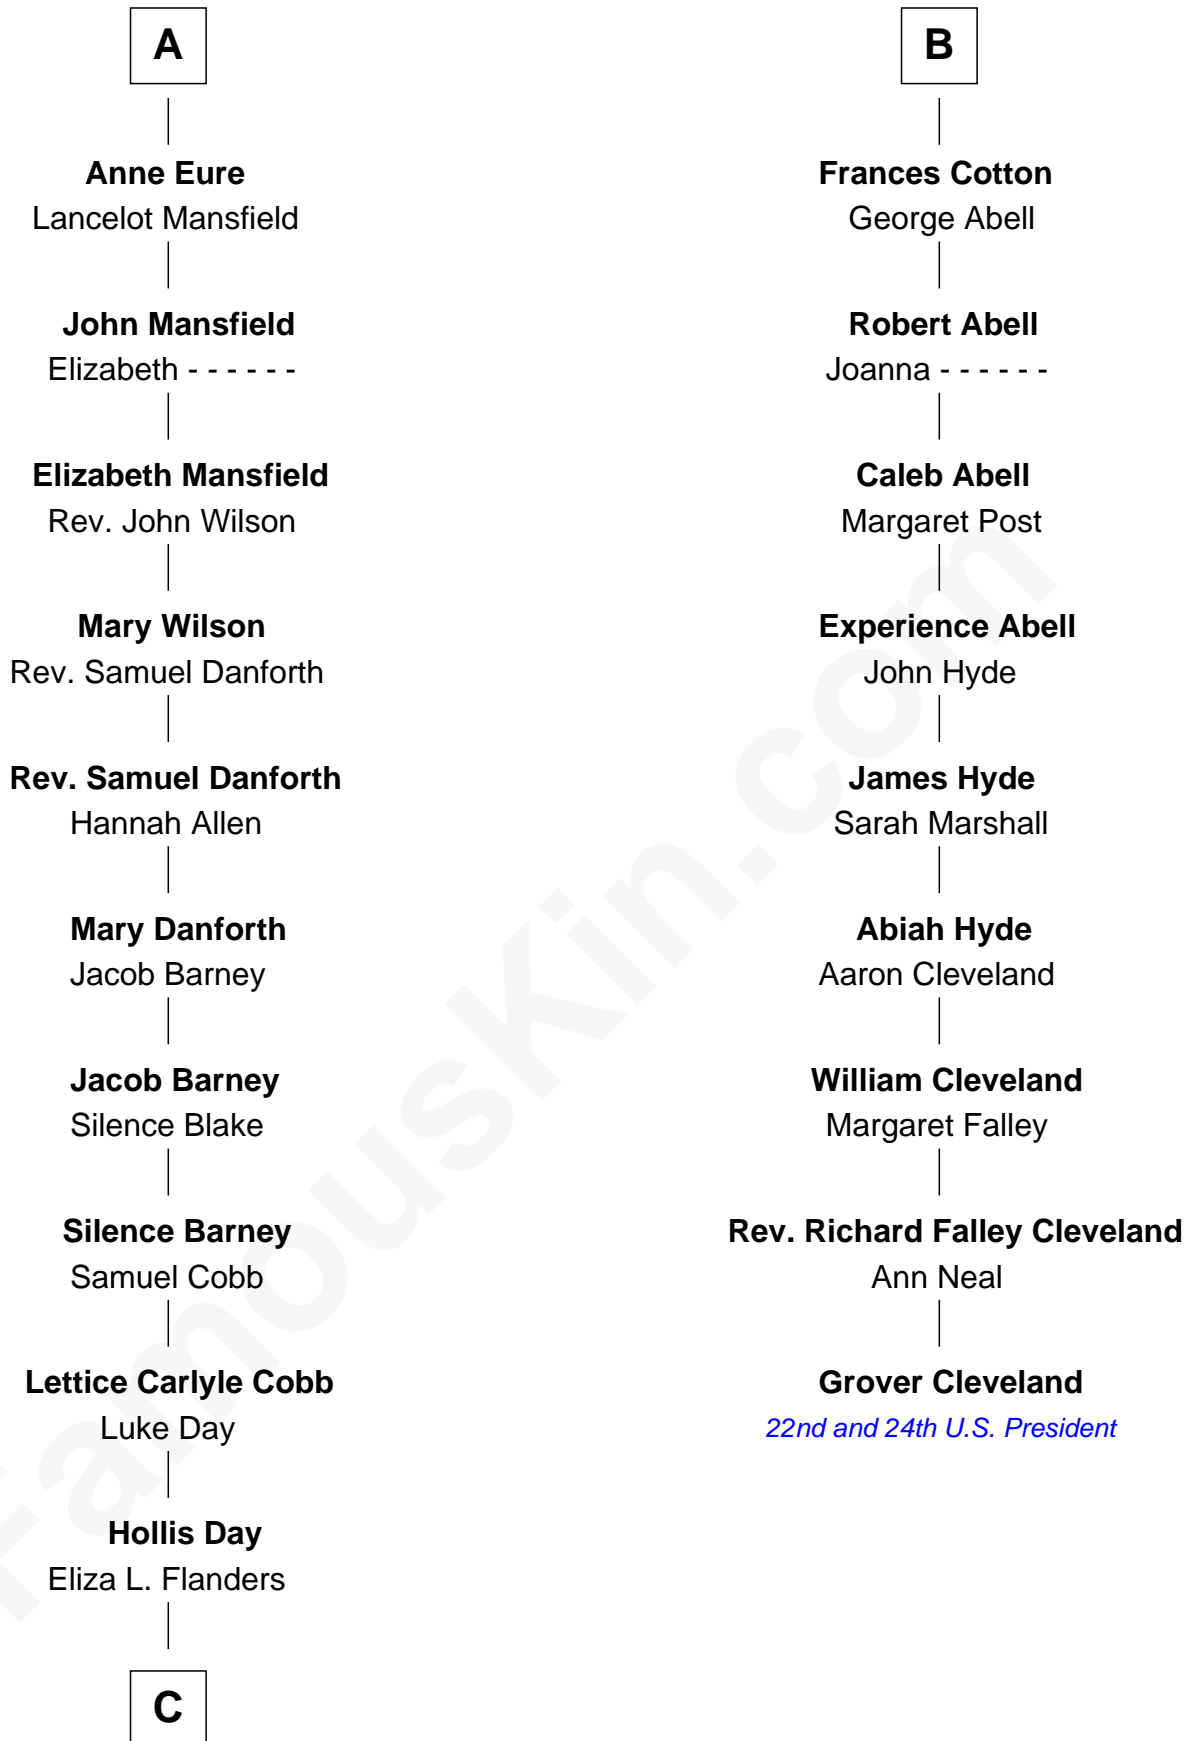 A
Anne Eure
Lancelot Mansfield
John Mansfield
Elizabeth - - - - - -
Elizabeth Mansfield
Rev. John Wilson
Mary Wilson
Rev. Samuel Danforth
Rev. Samuel Danforth
Hannah Allen
Mary Danforth
Jacob Barney
Jacob Barney
Silence Blake
Silence Barney
Samuel Cobb
Lettice Carlyle Cobb
Luke Day
Hollis Day
Eliza L. Flanders
C
B
Frances Cotton
George Abell
Robert Abell
Joanna - - - - - -
Caleb Abell
Margaret Post
Experience Abell
John Hyde
James Hyde
Sarah Marshall
Abiah Hyde
Aaron Cleveland
William Cleveland
Margaret Falley
Rev. Richard Falley Cleveland
Ann Neal
Grover Cleveland
22nd and 24th U.S. President
FamousKin.com